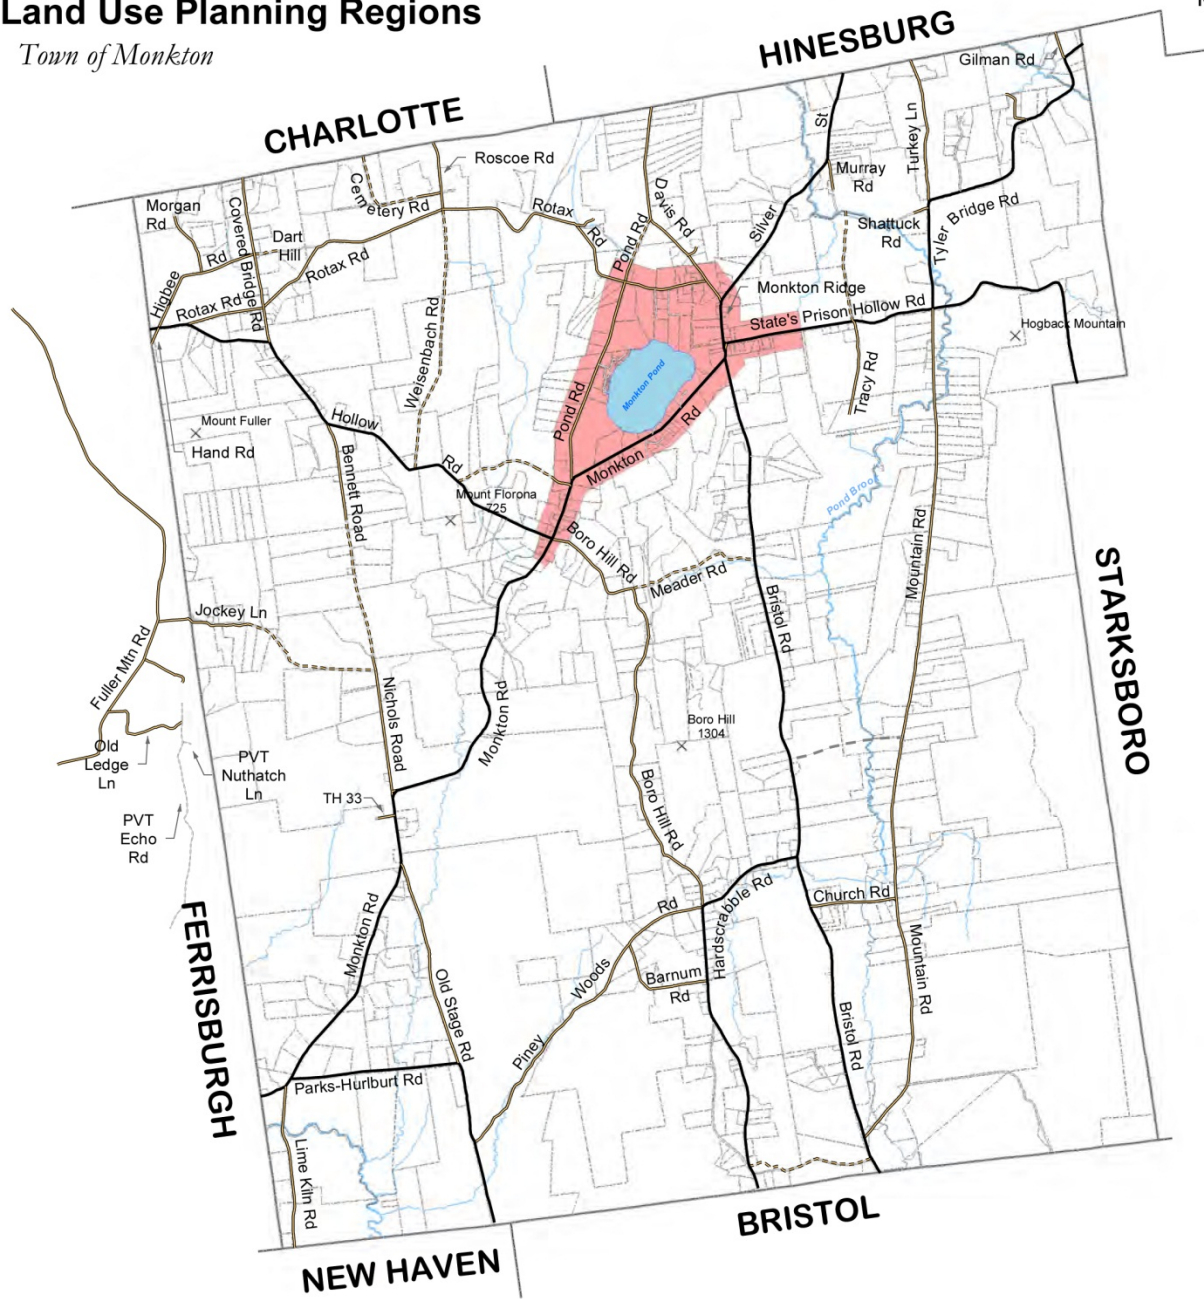 Land Use Planning Regions
Town of Monkton
HINESBURG
CHARLOTTE
Gilman Rd
Roscoe Rd
St
Turkey Ln
Cemetery Rd
Murray
Rd
Morgan
Rd
Covered Bridge Rd
Davis Rd
Rotax
Rd
Pond Rd
Silver
Shattuck
Rd
Tyler Bridge Rd
Dart
Hill
Rd
Rotax Rd
Higbee
Rotax Rd
Monkton Ridge
State's Prison Hollow Rd
Hogback Mountain
Weisenbach Rd
Monkton Pond
Tracy Rd
Pond Rd
Rd
Mount Fuller
Hollow
Hand Rd
Bennett Road
Rd
Monkton
Mount Florona
725
Pond Brook
Boro Hill Rd
Mountain Rd
Meader Rd
STARKSBORO
Bristol Rd
Jockey Ln
Fuller Mtn Rd
Nichols Road
Monkton Rd
Boro Hill
1304
Old
Ledge
Ln
PVT
Nuthatch
Ln
TH 33
Boro Hill Rd
PVT
Echo
Rd
FERRISBURGH
Monkton Rd
Rd
Hardscrabble Rd
Church Rd
Woods
Barnum
Rd
Mountain Rd
Old Stage Rd
Bristol Rd
Piney
Parks-Hurlburt Rd
Lime Kiln Rd
BRISTOL
NEW HAVEN